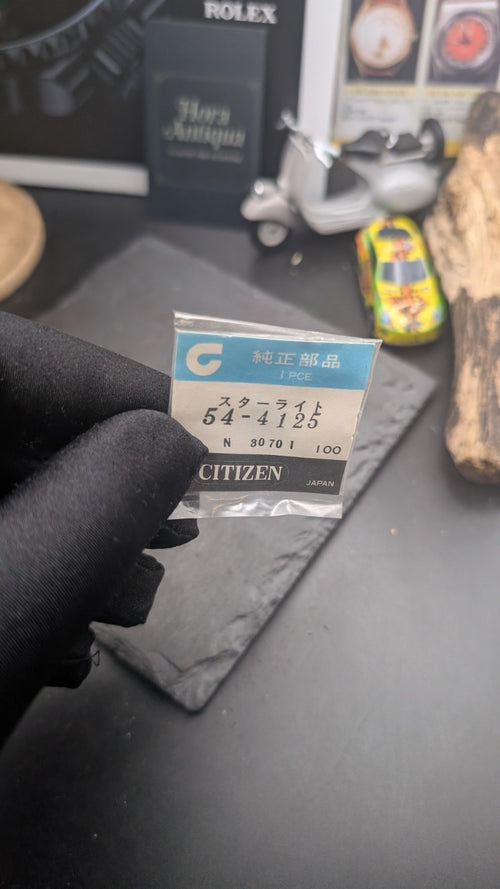 ROLEX
Hora
Antiqua
純正部品
1 PCE
スターライト
54-4125
N 30701 100
CITIZEN JAPAN